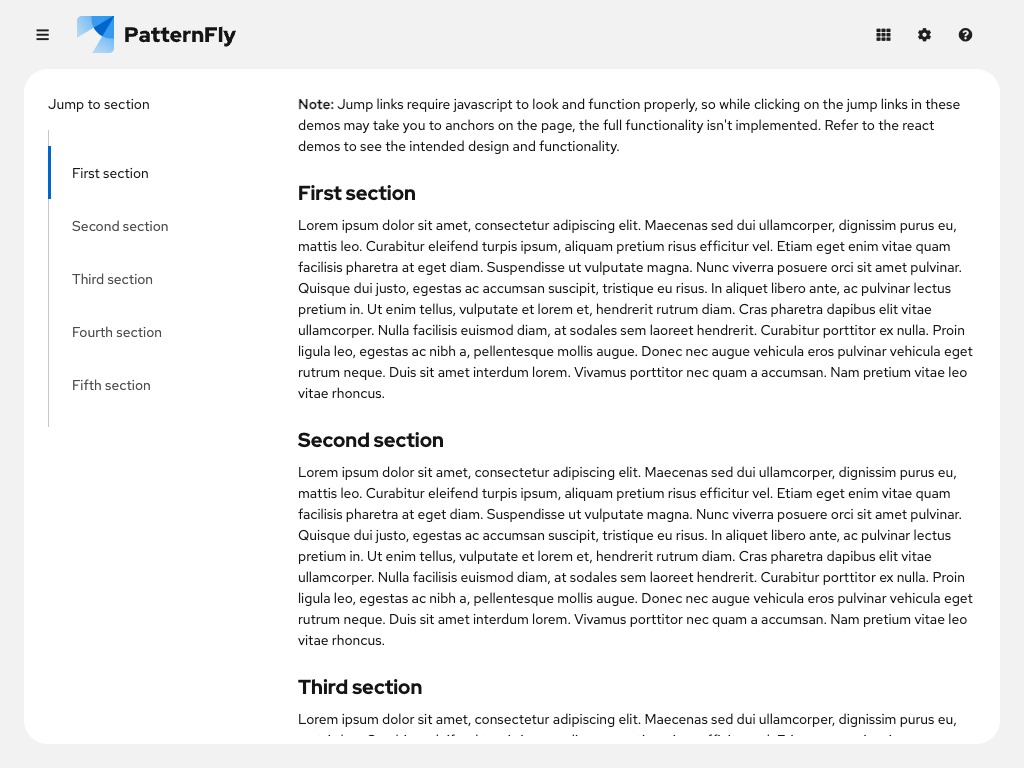 PatternFly
Jump to section
First section
Second section
Third section
Fourth section
Fifth section
Note: Jump links require javascript to look and function properly, so while clicking on the jump links in these
demos may take you to anchors on the page, the full functionality isn't implemented. Refer to the react
demos to see the intended design and functionality.
First section
Lorem ipsum dolor sit amet, consectetur adipiscing elit. Maecenas sed dui ullamcorper, dignissim purus eu,
mattis leo. Curabitur eleifend turpis ipsum, aliquam pretium risus efficitur vel. Etiam eget enim vitae quam
facilisis pharetra at eget diam. Suspendisse ut vulputate magna. Nunc viverra posuere orci sit amet pulvinar.
Quisque dui justo, egestas ac accumsan suscipit, tristique eu risus. In aliquet libero ante, ac pulvinar lectus
pretium in. Ut enim tellus, vulputate et lorem et, hendrerit rutrum diam. Cras pharetra dapibus elit vitae
ullamcorper. Nulla facilisis euismod diam, at sodales sem laoreet hendrerit. Curabitur porttitor ex nulla. Proin
ligula leo, egestas ac nibh a, pellentesque mollis augue. Donec nec augue vehicula eros pulvinar vehicula eget
rutrum neque. Duis sit amet interdum lorem. Vivamus porttitor nec quam a accumsan. Nam pretium vitae leo
vitae rhoncus.
Second section
Lorem ipsum dolor sit amet, consectetur adipiscing elit. Maecenas sed dui ullamcorper, dignissim purus eu,
mattis leo. Curabitur eleifend turpis ipsum, aliquam pretium risus efficitur vel. Etiam eget enim vitae quam
facilisis pharetra at eget diam. Suspendisse ut vulputate magna. Nunc viverra posuere orci sit amet pulvinar.
Quisque dui justo, egestas ac accumsan suscipit, tristique eu risus. In aliquet libero ante, ac pulvinar lectus
pretium in. Ut enim tellus, vulputate et lorem et, hendrerit rutrum diam. Cras pharetra dapibus elit vitae
ullamcorper. Nulla facilisis euismod diam, at sodales sem laoreet hendrerit. Curabitur porttitor ex nulla. Proin
ligula leo, egestas ac nibh a, pellentesque mollis augue. Donec nec augue vehicula eros pulvinar vehicula eget
rutrum neque. Duis sit amet interdum lorem. Vivamus porttitor nec quam a accumsan. Nam pretium vitae leo
vitae rhoncus.
Third section
Lorem ipsum dolor sit amet, consectetur adipiscing elit. Maecenas sed dui ullamcorper, dignissim purus eu,